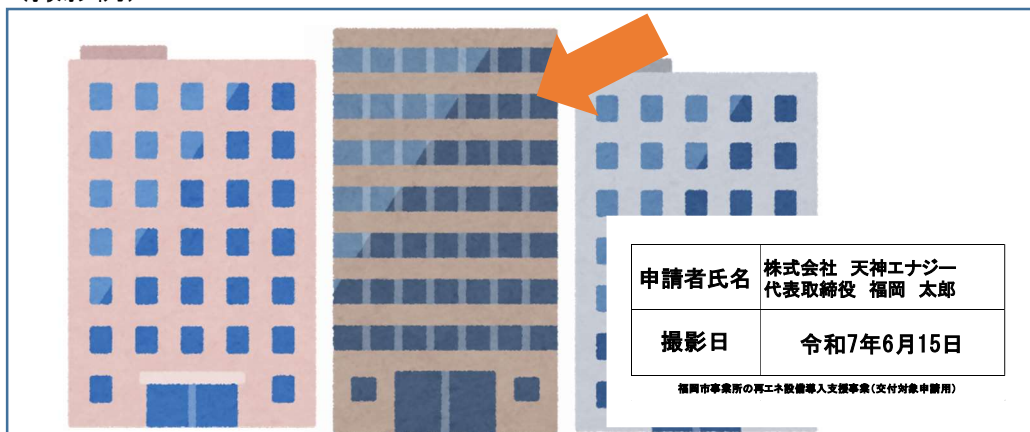 申請者氏名
株式会社 天神エナジー
代表取締役 福岡 太郎
撮影日
令和7年6月15日
福岡市事業所の再エネ設備導入支援事業(交付対象申請用)